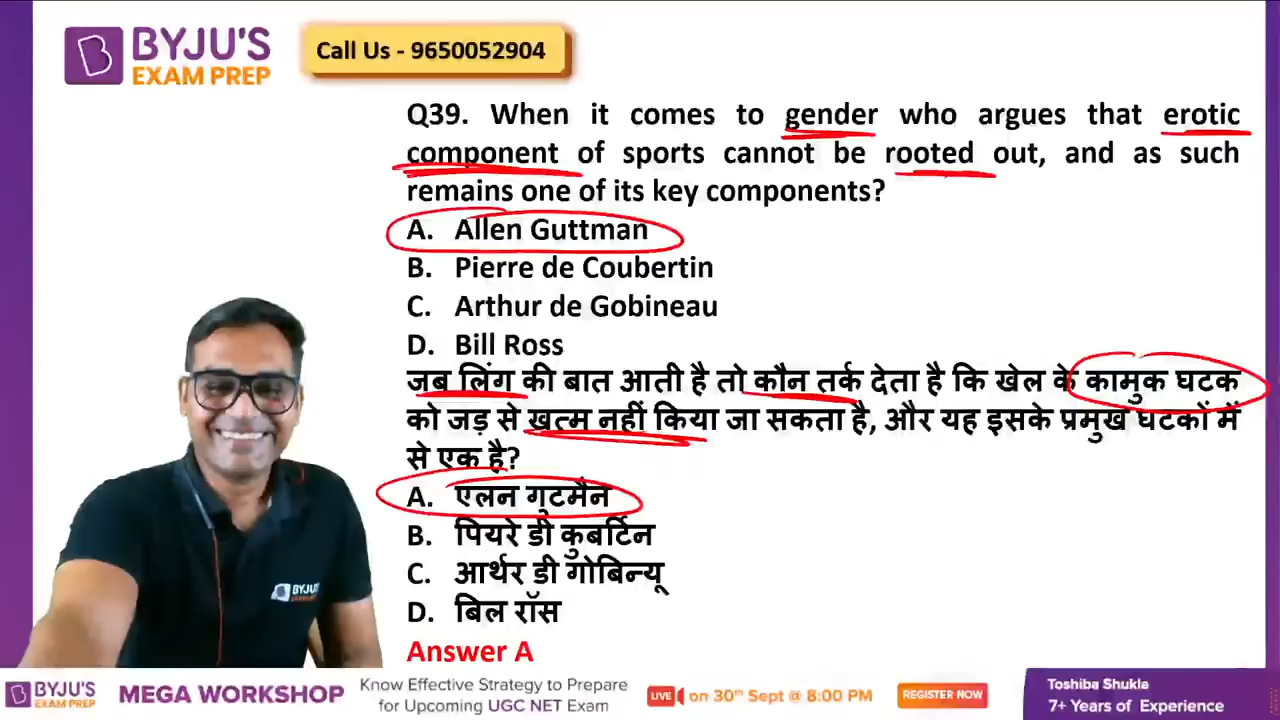 BYJU'S
EXAM PREP
Call Us - 9650052904
Q39. When it comes to gender who argues that erotic
component of sports cannot be rooted out, and as such
remains one of its key components?
A. Allen Guttman
B. Pierre de Coubertin
C. Arthur de Gobineau
D. Bill Ross
जब लिंग की बात आती है तो कौन तर्क देता है कि खेल के कामुक घटक
को जड़ से खत्म नहीं किया जा सकता है, और यह इसके प्रमुख घटकों में
से एक है?
A. एलन गुटमैन
B. पियरे डी कुबर्टिन
C. आर्थर डी गोबिन्यू
D. बिल रॉस
Answer A
BYJU'S
BYJU'S
EXAM PREP
MEGA WORKSHOP
Know Effective Strategy to Prepare
for Upcoming UGC NET Exam
LIVE on 30th Sept @ 8:00 PM
REGISTER NOW
Toshiba Shukla
7+ Years of Experience